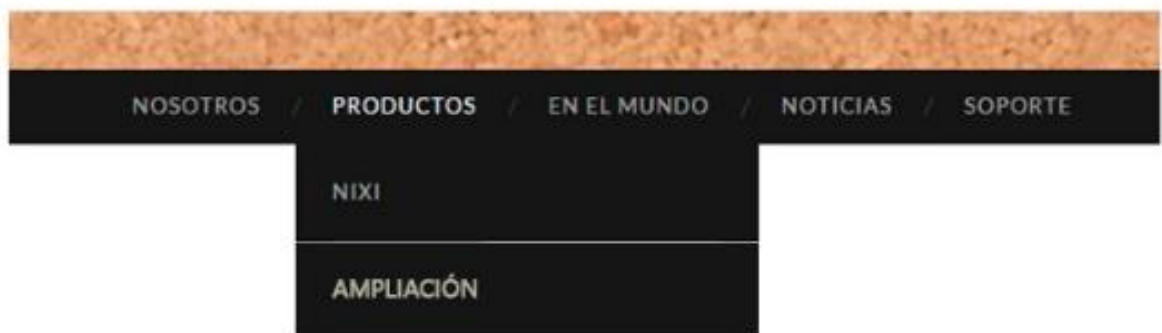 NOSOTROS / PRODUCTOS / EN EL MUNDO / NOTICIAS / SOPORTE
NIXI
AMPLIACIÓN